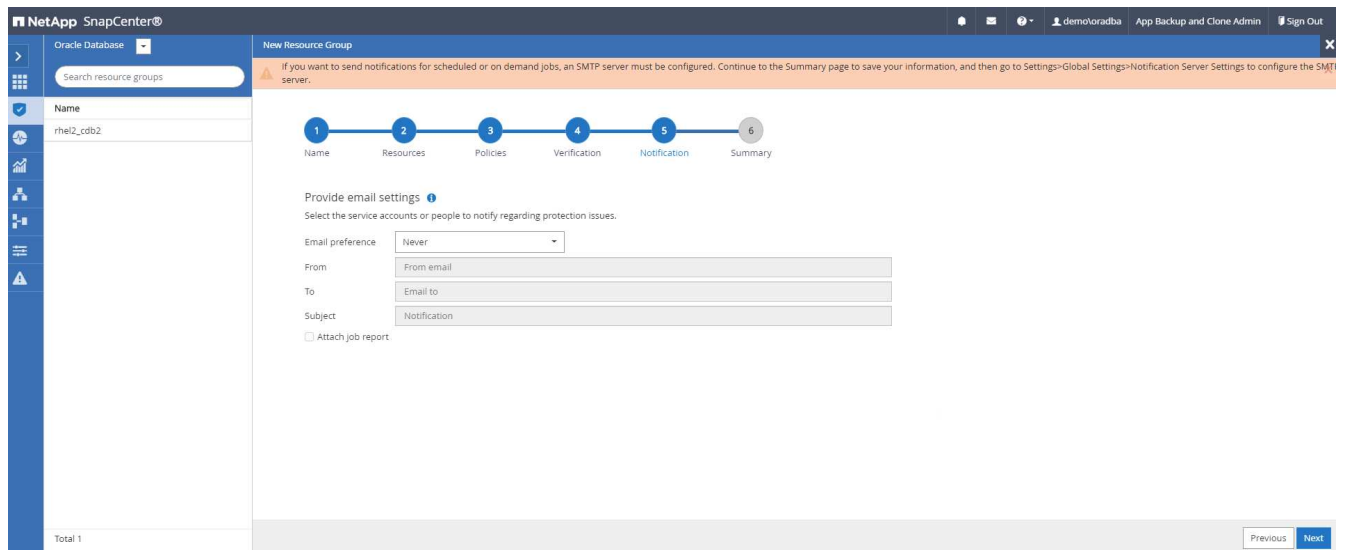 NetApp SnapCenter®
demo\oradba App Backup and Clone Admin Sign Out
Oracle Database
New Resource Group
Search resource groups
If you want to send notifications for scheduled or on demand jobs, an SMTP server must be configured. Continue to the Summary page to save your information, and then go to Settings>Global Settings>Notification Server Settings to configure the SMTP
server.
Name
rhel2_cdb2
1 2 3 4 5 6
Name Resources Policies Verification Notification Summary
Provide email settings
Select the service accounts or people to notify regarding protection issues.
Email preference Never
From From email
To Email to
Subject Notification
Attach job report
Total 1
Previous Next